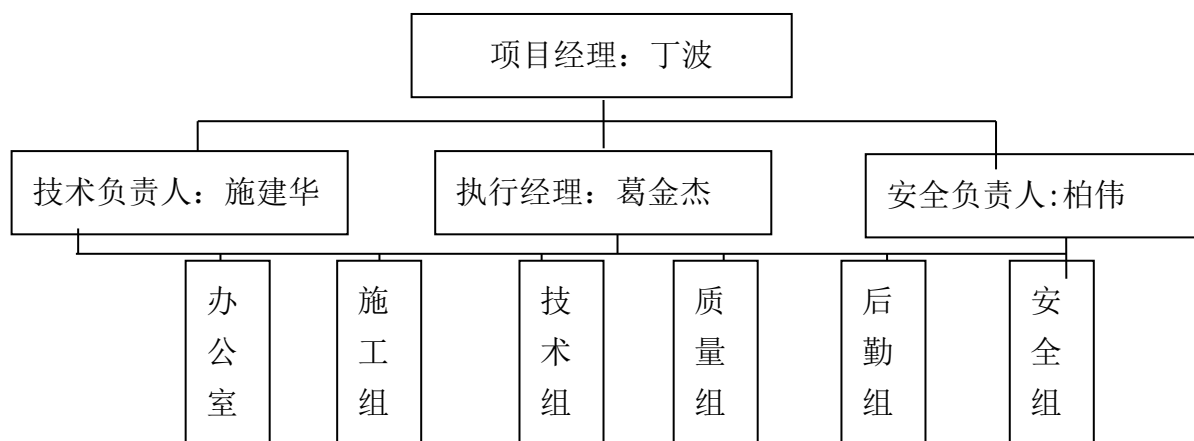 项目经理：丁波
技术负责人：施建华
执行经理：葛金杰
安全负责人:柏伟
办公室
施工组
技术组
质量组
后勤组
安全组